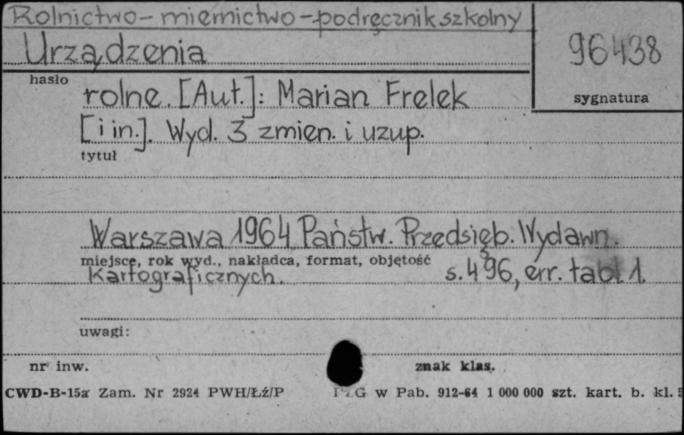 Rolnictwo - miernictwo - podręcznik szkolny
Urządzenia
96438
hasło
sygnatura
rolne. [Aut.]: Marian Frelek
[i in.]. Wyd. 3 zmien. i uzup.
tytuł
Warszawa 1964 Państw. Przedsięb. Wydawn.
miejsce, rok wyd., nakładca, format, objętość
Kartograficznych. s. 496, err. tabl. 1.
uwagi:
nr inw. znak klas.
CWD-B-15a Zam. Nr 2924 PWH/Łź/P
w Pab. 912-64 1 000 000 szt. kart. b. kl.